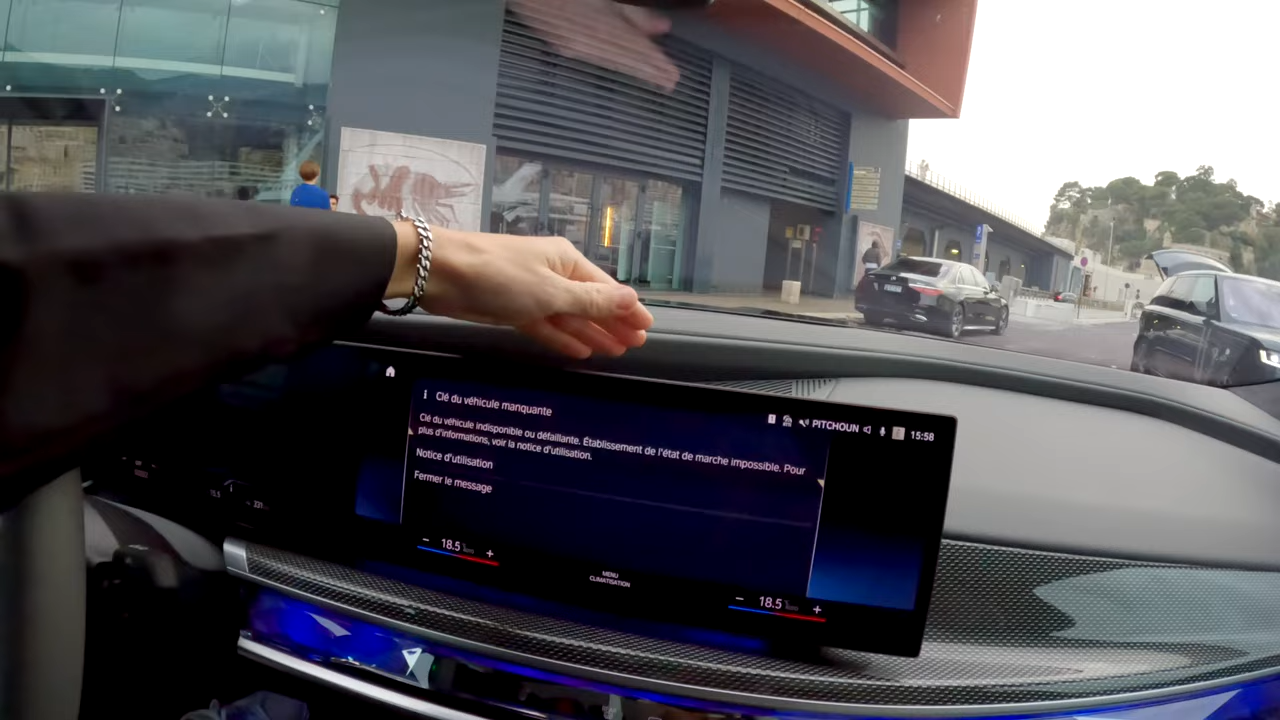 Clé du véhicule manquante
PITCHOUN 15:58
Clé du véhicule indisponible ou défaillante. Établissement de l'état de marche impossible. Pour
plus d'informations, voir la notice d'utilisation.
Notice d'utilisation
Fermer le message
- 18.5 +
MENU
CLIMATISATION
- 18.5 +